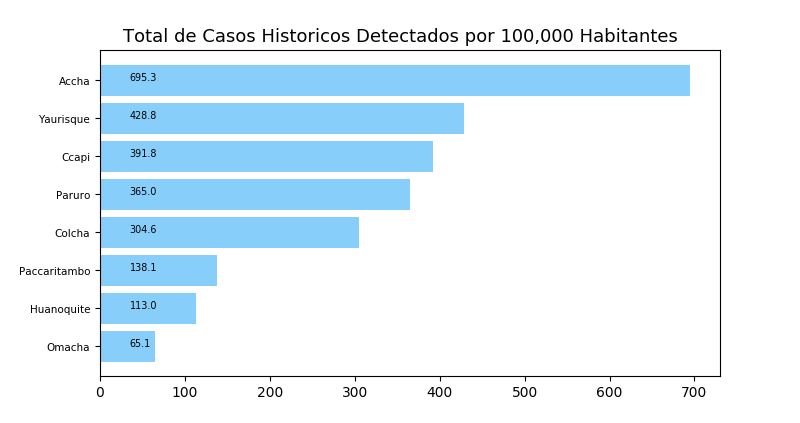 Total de Casos Historicos Detectados por 100,000 Habitantes
Accha 695.3
Yaurisque 428.8
Ccapi 391.8
Paruro 365.0
Colcha 304.6
Paccaritambo 138.1
Huanoquite 113.0
Omacha 65.1
0 100 200 300 400 500 600 700